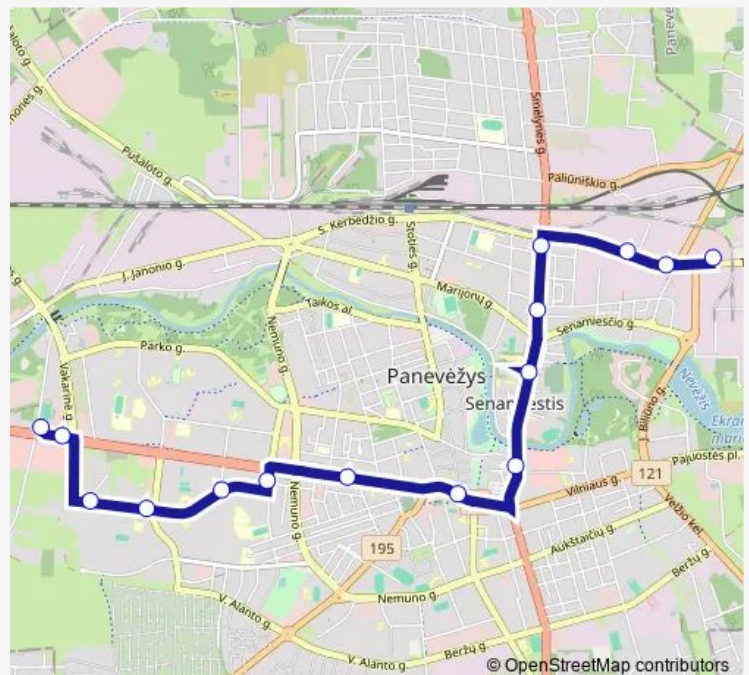 Pušaloto g.
Smėlynės g.
Paliūniškio g.
Pušaloto g.
S. Kerbedžio g.
Stoties g.
J. Janonio g.
Marijonų g.
Taikos al.
Senamiesčio g.
Nemuno g.
Parko g.
Panevėžys
Vakarinė g.
Nevėžis
J. Biliūno g.
Pajuostės pl.
121
Vilniaus g.
Nemuno g.
Velžio kel.
195
Aukštaičių g.
Beržų g.
Nemuno g.
V. Alanto g.
Beržų g.
V. Alanto g.
© OpenStreetMap contributors